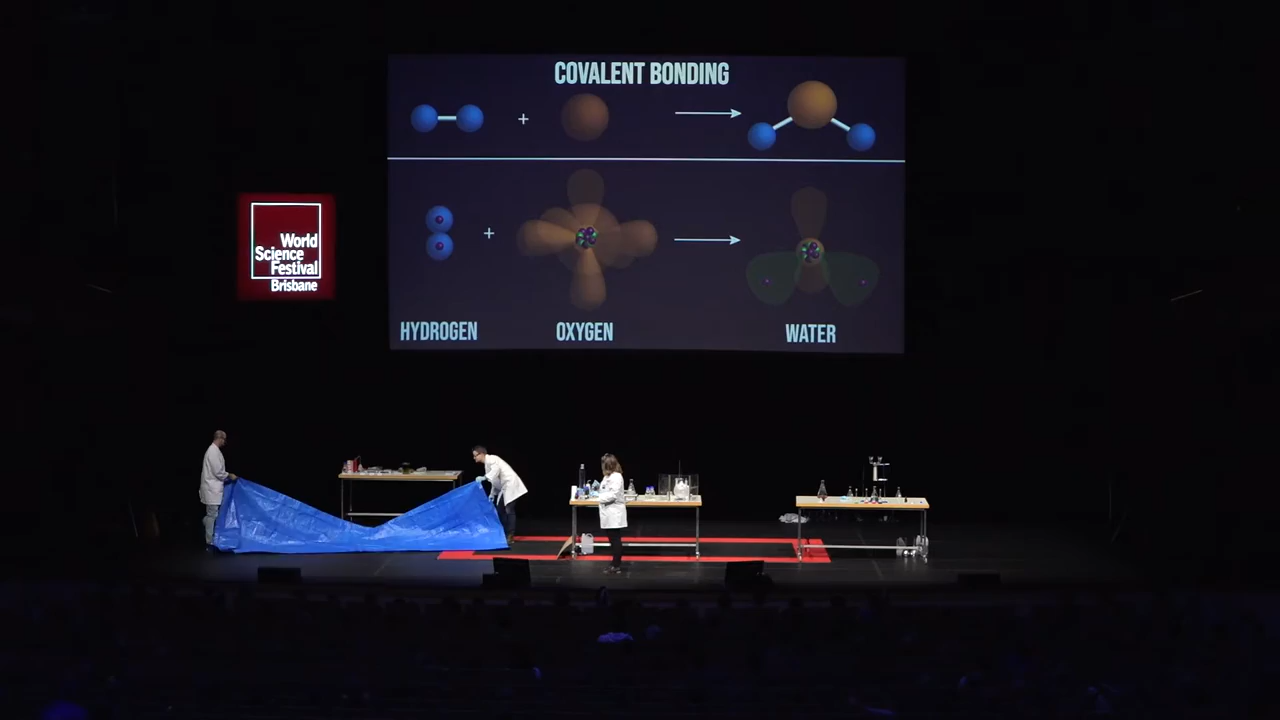 COVALENT BONDING
+
+
HYDROGEN
OXYGEN
WATER
World
Science
Festival
Brisbane